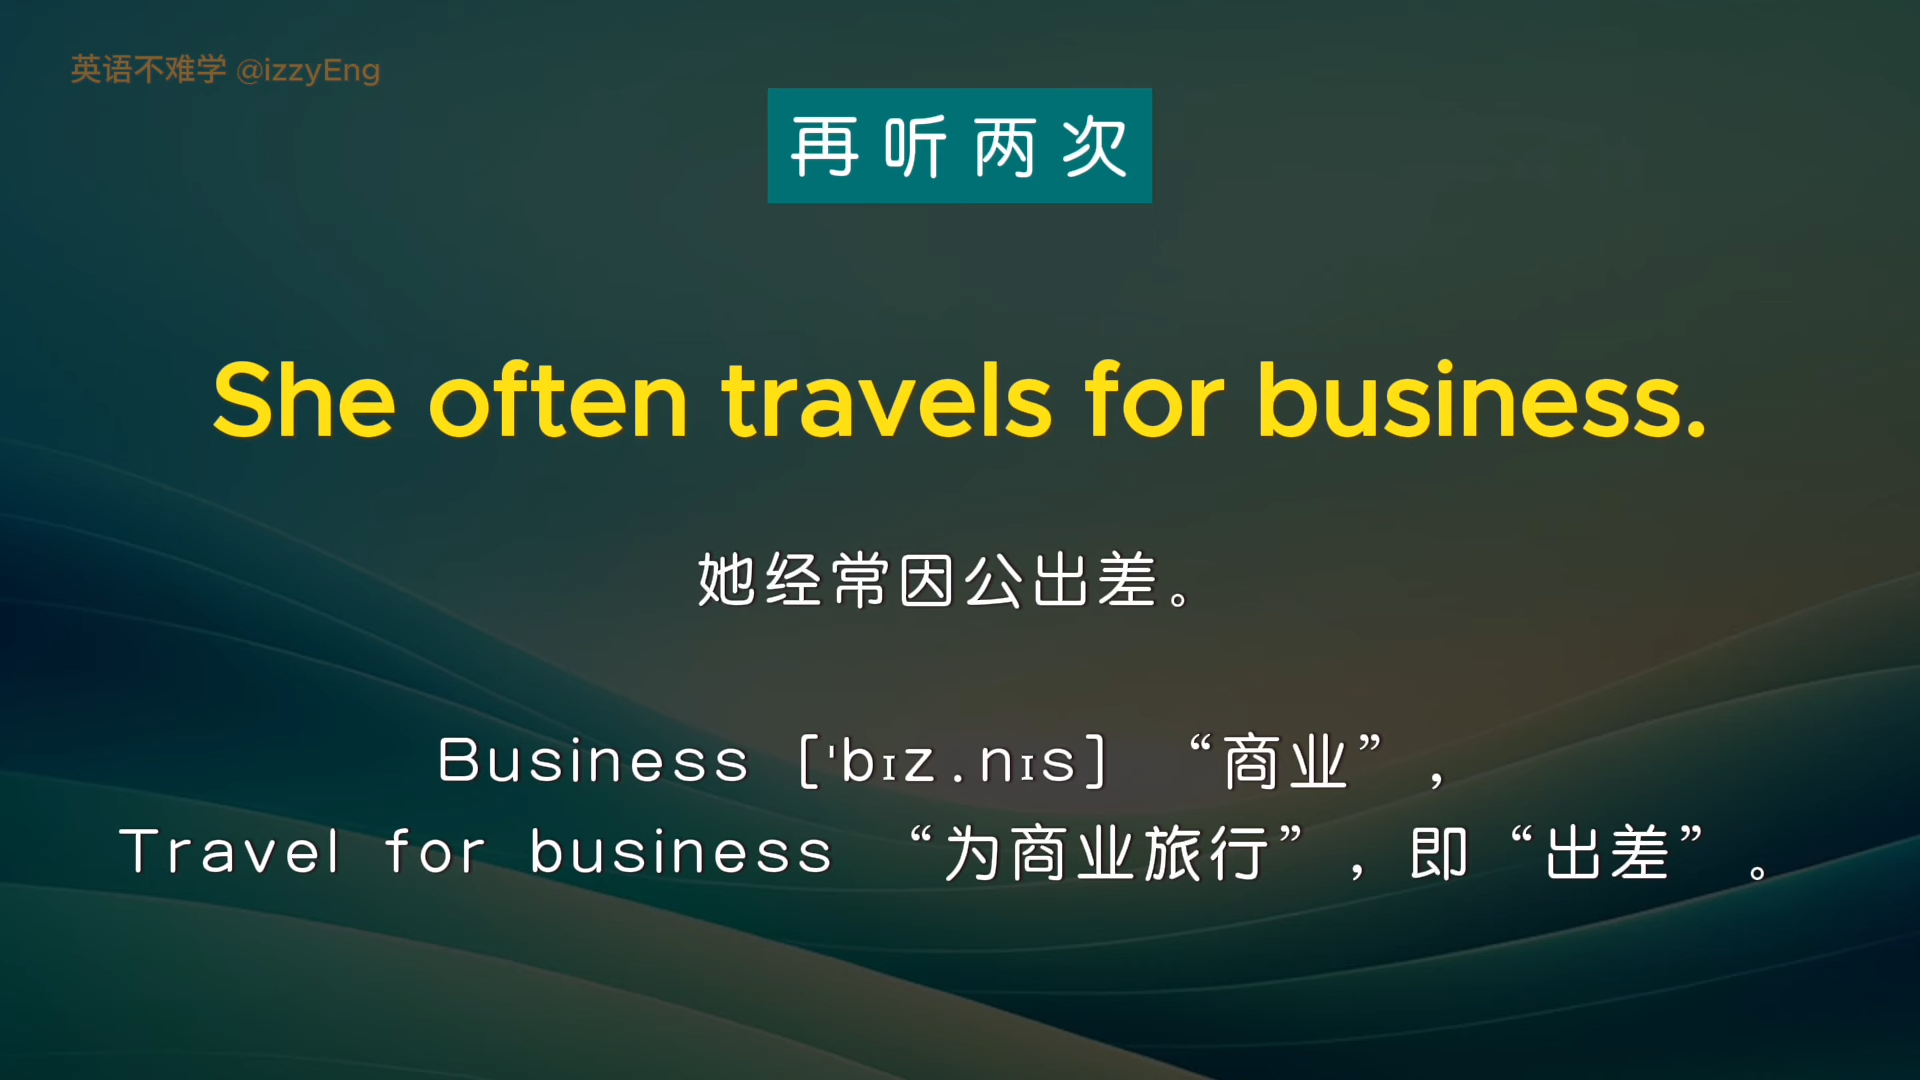 英语不难学 @izzyEng
再听两次
She often travels for business.
她经常因公出差。
Business ['bɪz.nɪs] “商业”，
Travel for business “为商业旅行”，即“出差”。